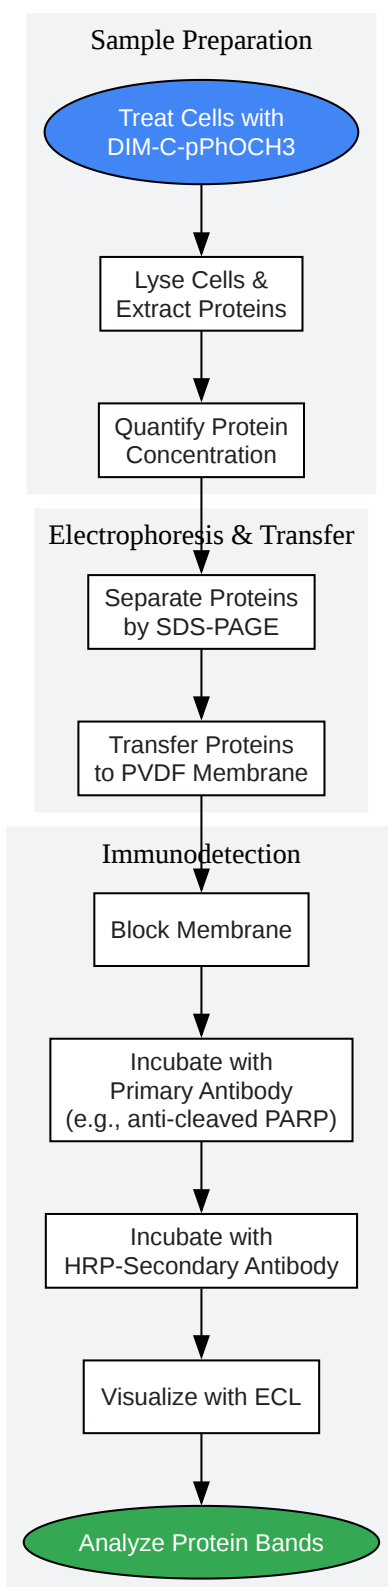 Sample Preparation
Treat Cells with
DIM-C-pPhOCH3
Lyse Cells &
Extract Proteins
Quantify Protein
Concentration
Electrophoresis & Transfer
Separate Proteins
by SDS-PAGE
Transfer Proteins
to PVDF Membrane
Immunodetection
Block Membrane
Incubate with
Primary Antibody
(e.g., anti-cleaved PARP)
Incubate with
HRP-Secondary Antibody
Visualize with ECL
Analyze Protein Bands